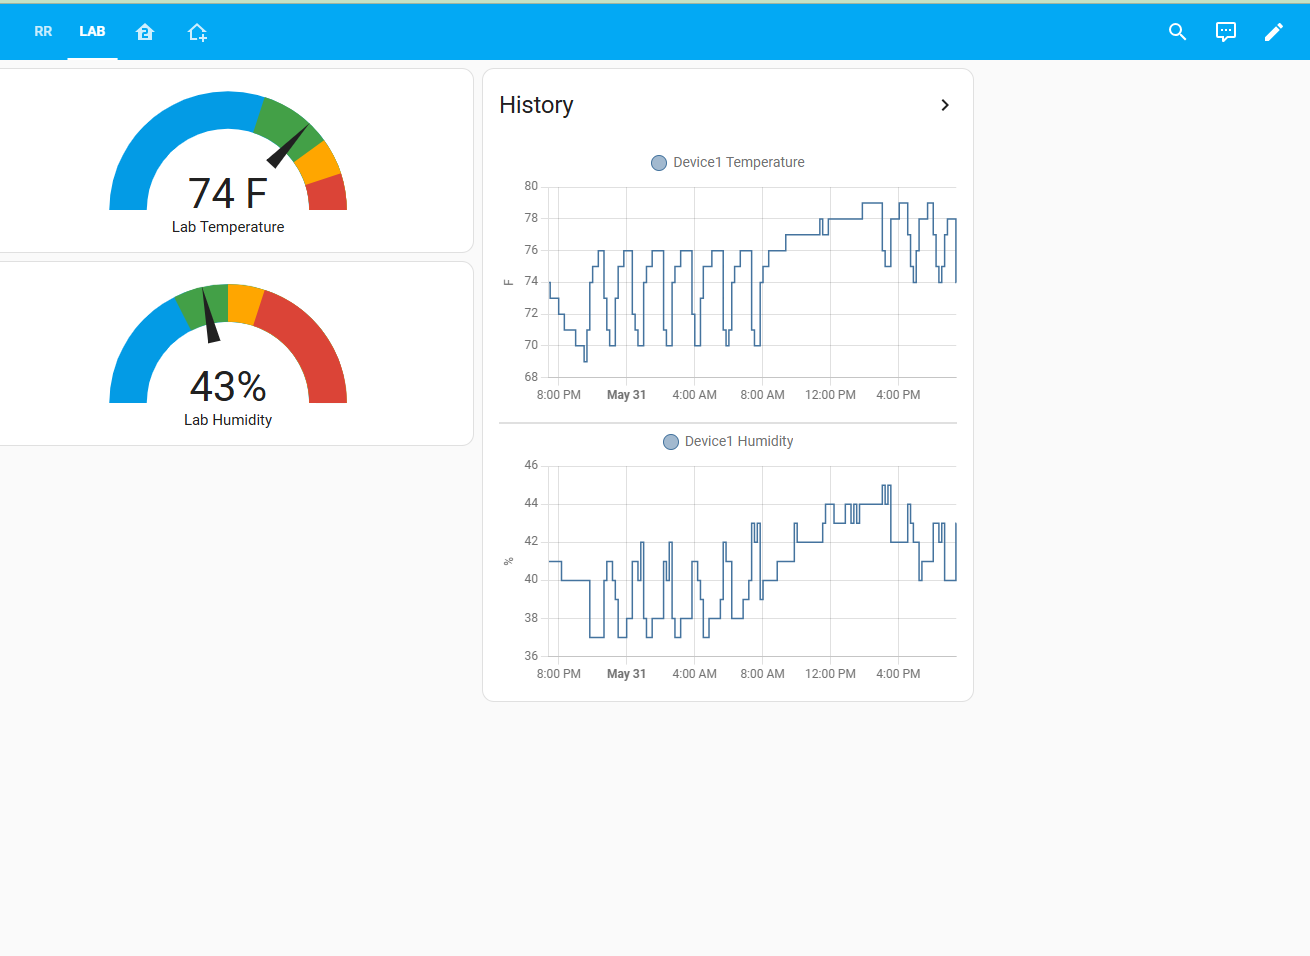 RR LAB
74 F
Lab Temperature
43%
Lab Humidity
History
Device1 Temperature
80
78
76
74
72
70
68
F
8:00 PM May 31 4:00 AM 8:00 AM 12:00 PM 4:00 PM
Device1 Humidity
46
44
42
40
38
36
%
8:00 PM May 31 4:00 AM 8:00 AM 12:00 PM 4:00 PM